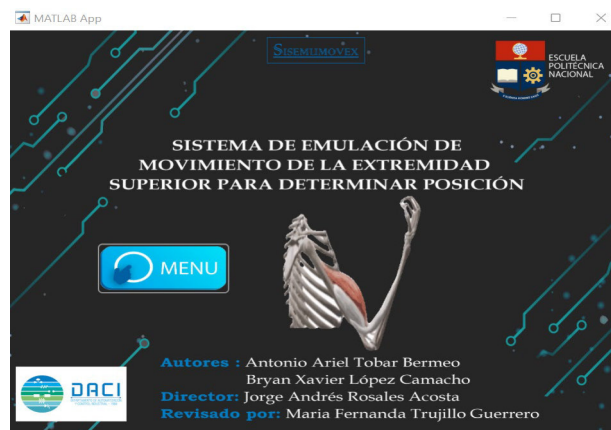 MATLAB App
SISEMUMOVEX
ESCUELA
POLITÉCNICA
NACIONAL
SISTEMA DE EMULACIÓN DE
MOVIMIENTO DE LA EXTREMIDAD
SUPERIOR PARA DETERMINAR POSICIÓN
MENU
Autores : Antonio Ariel Tobar Bermeo
Bryan Xavier López Camacho
Director: Jorge Andrés Rosales Acosta
Revisado por: Maria Fernanda Trujillo Guerrero
DACI